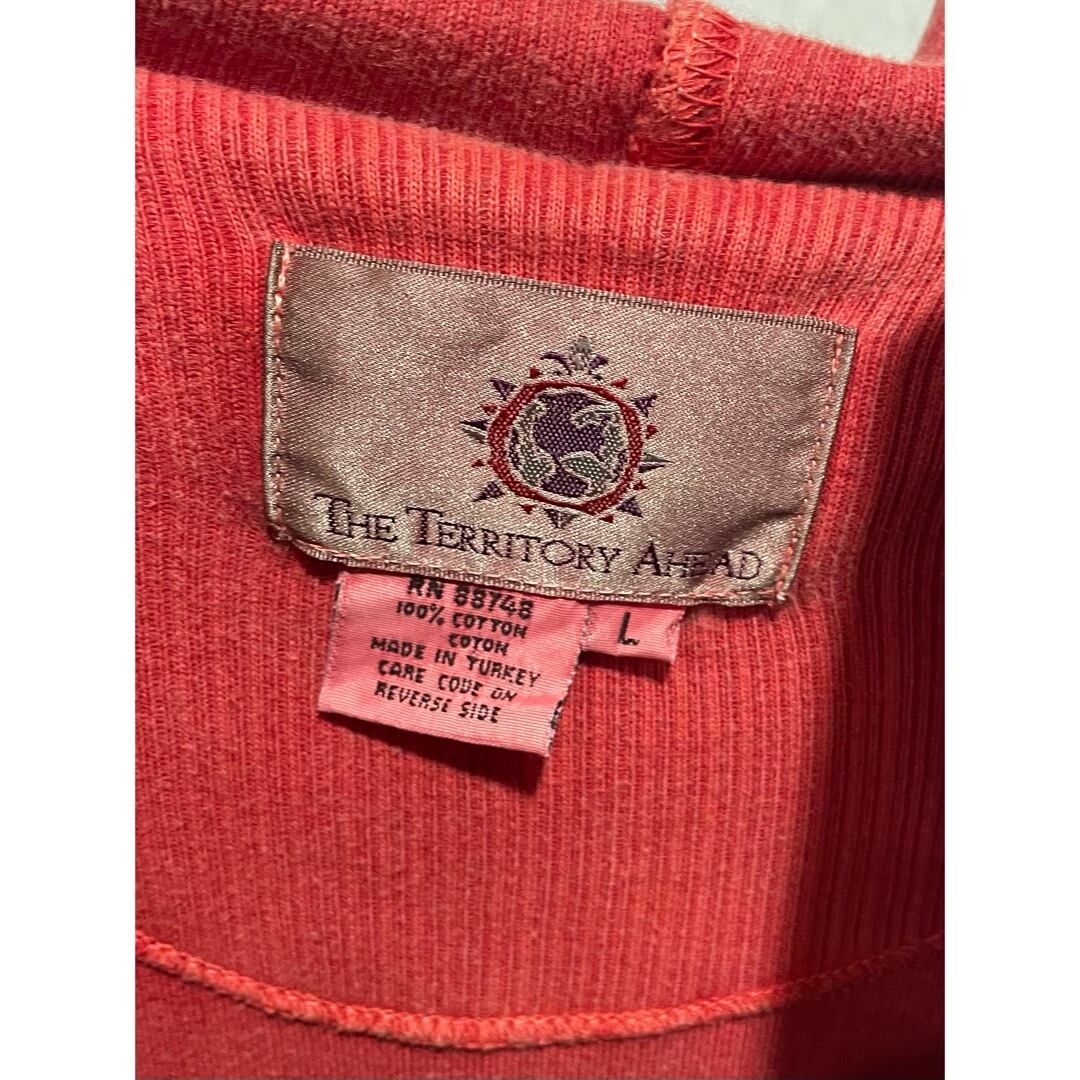 THE TERRITORY AHEAD
RN 88748
100% COTTON
COTON
MADE IN TURKEY
CARE CODE ON
REVERSE SIDE
L